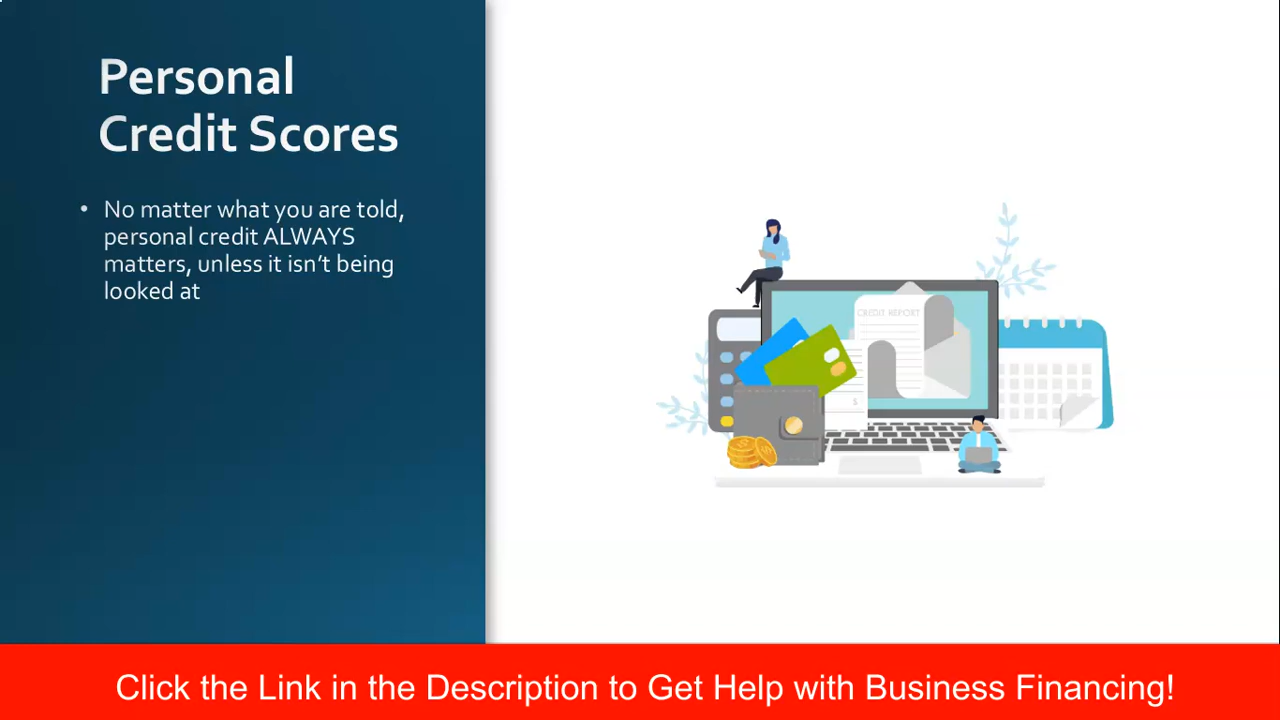 Personal
Credit Scores
• No matter what you are told,
personal credit ALWAYS
matters, unless it isn't being
looked at
CREDIT REPORT
$
Click the Link in the Description to Get Help with Business Financing!